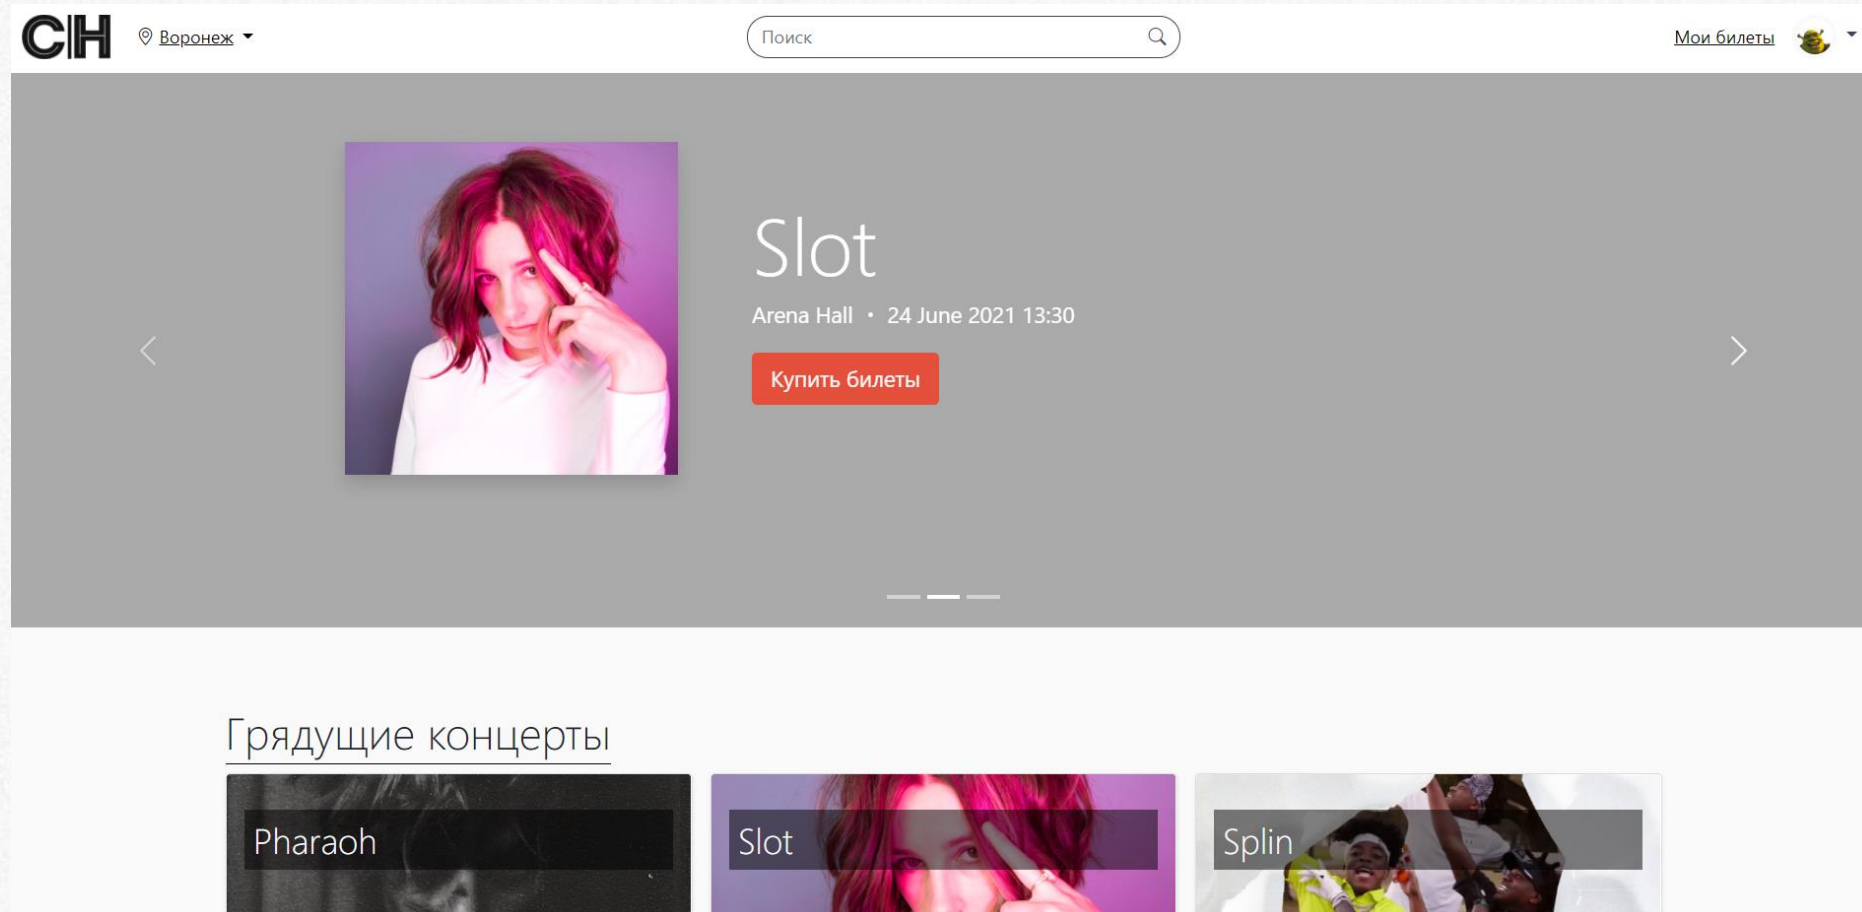 C|H
Воронеж
Поиск
Мои билеты
Slot
Arena Hall • 24 June 2021 13:30
Купить билеты
Грядущие концерты
Pharaoh
Slot
Splin